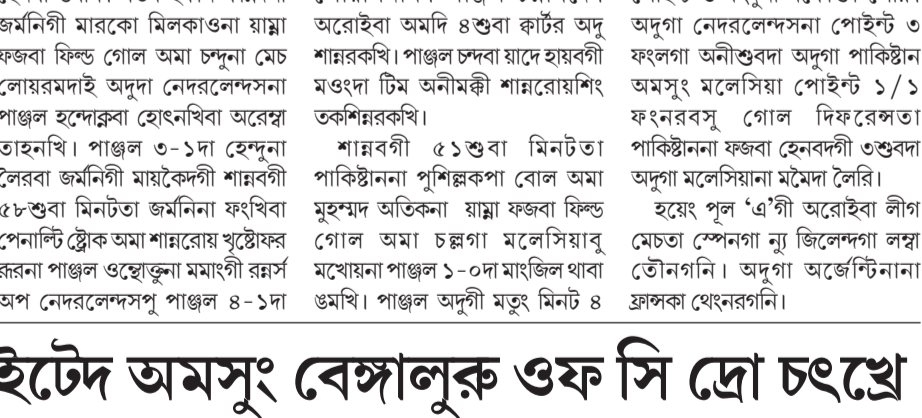 জর্মনিগী মারকো মিলকাওনা য়াম্না
ফজবা ফিল্ড গোল অমা চন্দুনা মেচ
লোয়রমদাই অদুদা নেদরলেন্দসনা
পাঞ্জল হন্দোক্লবা হোৎনখিবা অরেম্বা
তাহনখি। পাঞ্জল ৩-১দা হেন্দুনা
লৈরবা জর্মনিগী মায়কৈদগী শান্নবগী
৫৮শুবা মিনটতা জর্মনিনা ফংখিবা
পেনাল্টি ষ্ট্রোক অমা শান্নরোয় খৃষ্টোফর
রূরনা পাঞ্জল ওন্থোক্তুনা মমাংগী রন্নর্স
অপ নেদরলেন্দসপু পাঞ্জল ৪-১দা
অরোইবা অমদি ৪শুবা ক্বার্টর অদু
শান্নরকখি। পাঞ্জল চন্দবা য়াদে হায়বগী
মওংদা টিম অনীমক্কী শান্নরোয়শিং
তকশিন্নরকখি।
শান্নবগী ৫১শুবা মিনটতা
পাকিষ্টাননা পুশিল্লকপা বোল অমা
মুহম্মদ অতিকনা য়াম্না ফজবা ফিল্ড
গোল অমা চল্লগা মলেসিয়াবু
মখোয়না পাঞ্জল ১-০দা মাংজিল থাবা
ঙমখি। পাঞ্জল অদুগী মতুং মিনট ৪
অদুগা নেদরলেন্দসনা পোইন্ট ৩
ফংলগা অনীশুবদা অদুগা পাকিষ্টান
অমসুং মলেসিয়া পোইন্ট ১/১
ফংনরবসু গোল দিফরেন্সতা
পাকিষ্টাননা ফজবা হেনবদগী ৩শুবদা
অদুগা মলেসিয়ানা মমৈদা লৈরি।
হয়েং পূল ‘এ’গী অরোইবা লীগ
মেচতা স্পেনগা ন্যু জিলেন্দগা লম্বা
তৌনগনি। অদুগা অর্জেন্টিনানা
ফ্রান্সকা থেংনরগনি।
ইটেদ অমসুং বেঙ্গালুরু ওফ সি দ্রো চৎখ্রে